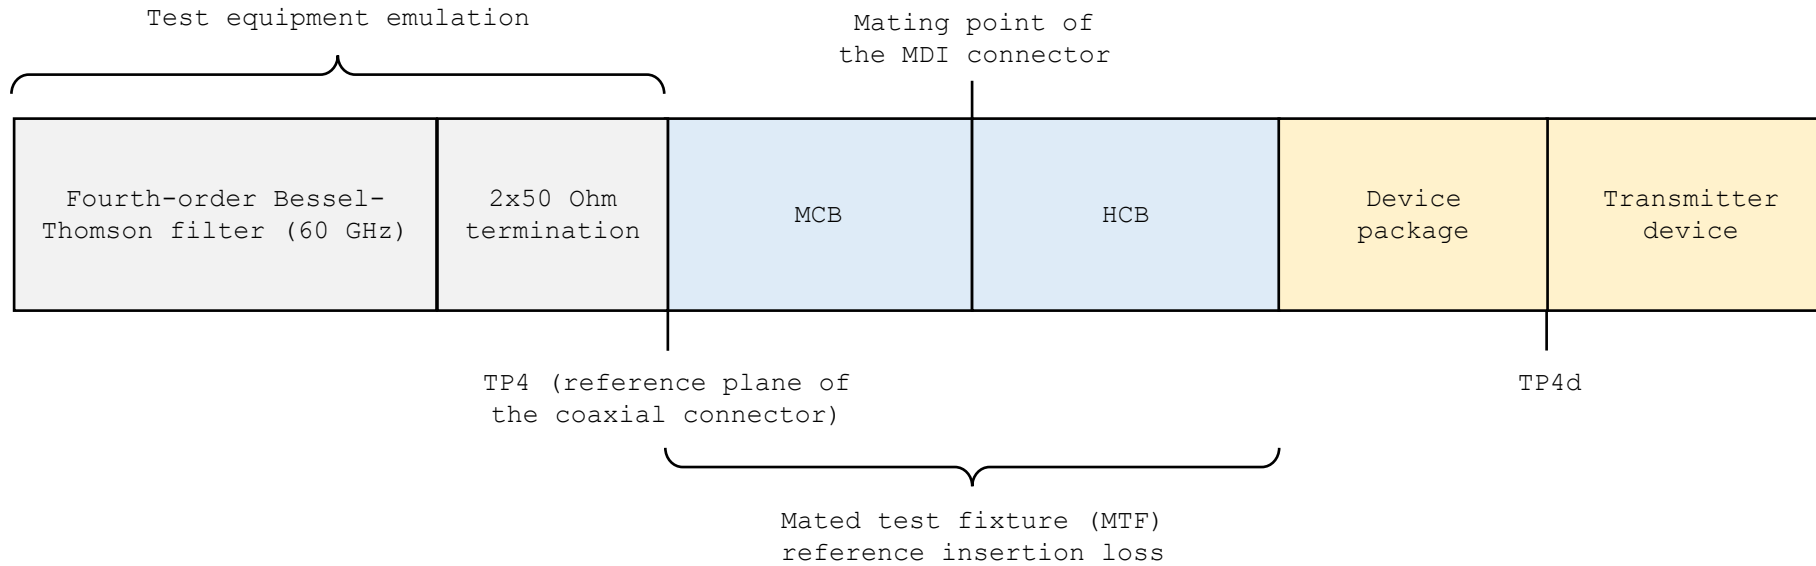 Test equipment emulation
Mating point of
the MDI connector
Fourth-order Bessel-
Thomson filter (60 GHz)
2x50 Ohm
termination
MCB
HCB
Device
package
Transmitter
device
TP4 (reference plane of
the coaxial connector)
TP4d
Mated test fixture (MTF)
reference insertion loss